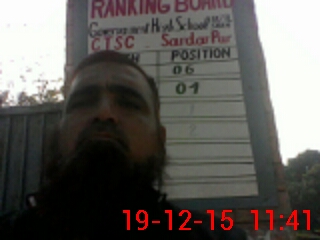 RANKING BOARD
Government High School
CTSC - Sardar Pur
POSITION
06
01
19-12-15 11:41